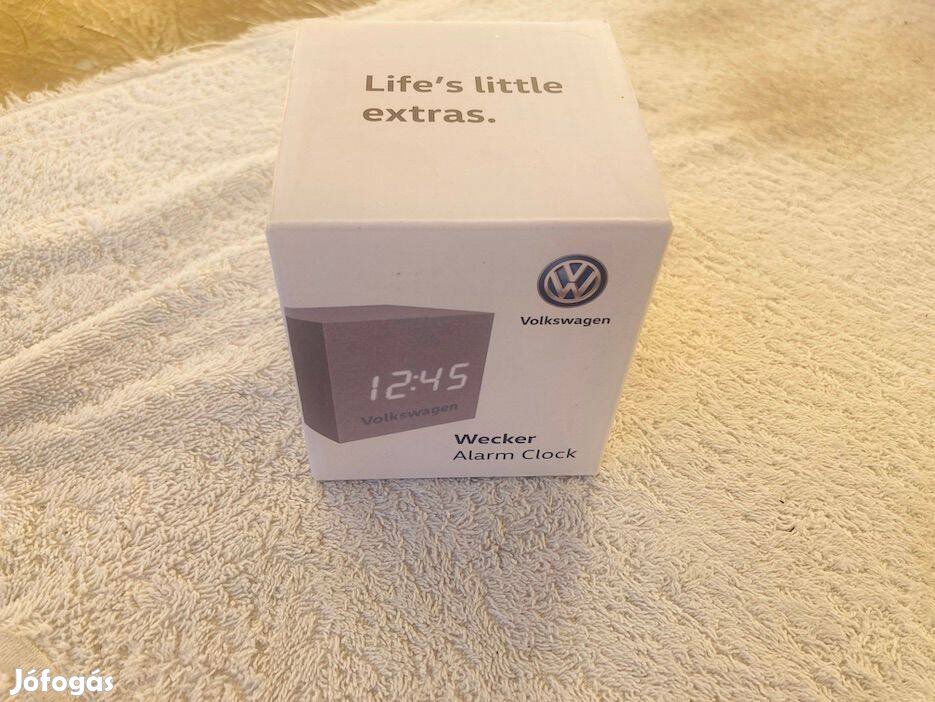 Life's little
extras.
Volkswagen
12:45
Volkswagen
Wecker
Alarm Clock
Jófogás